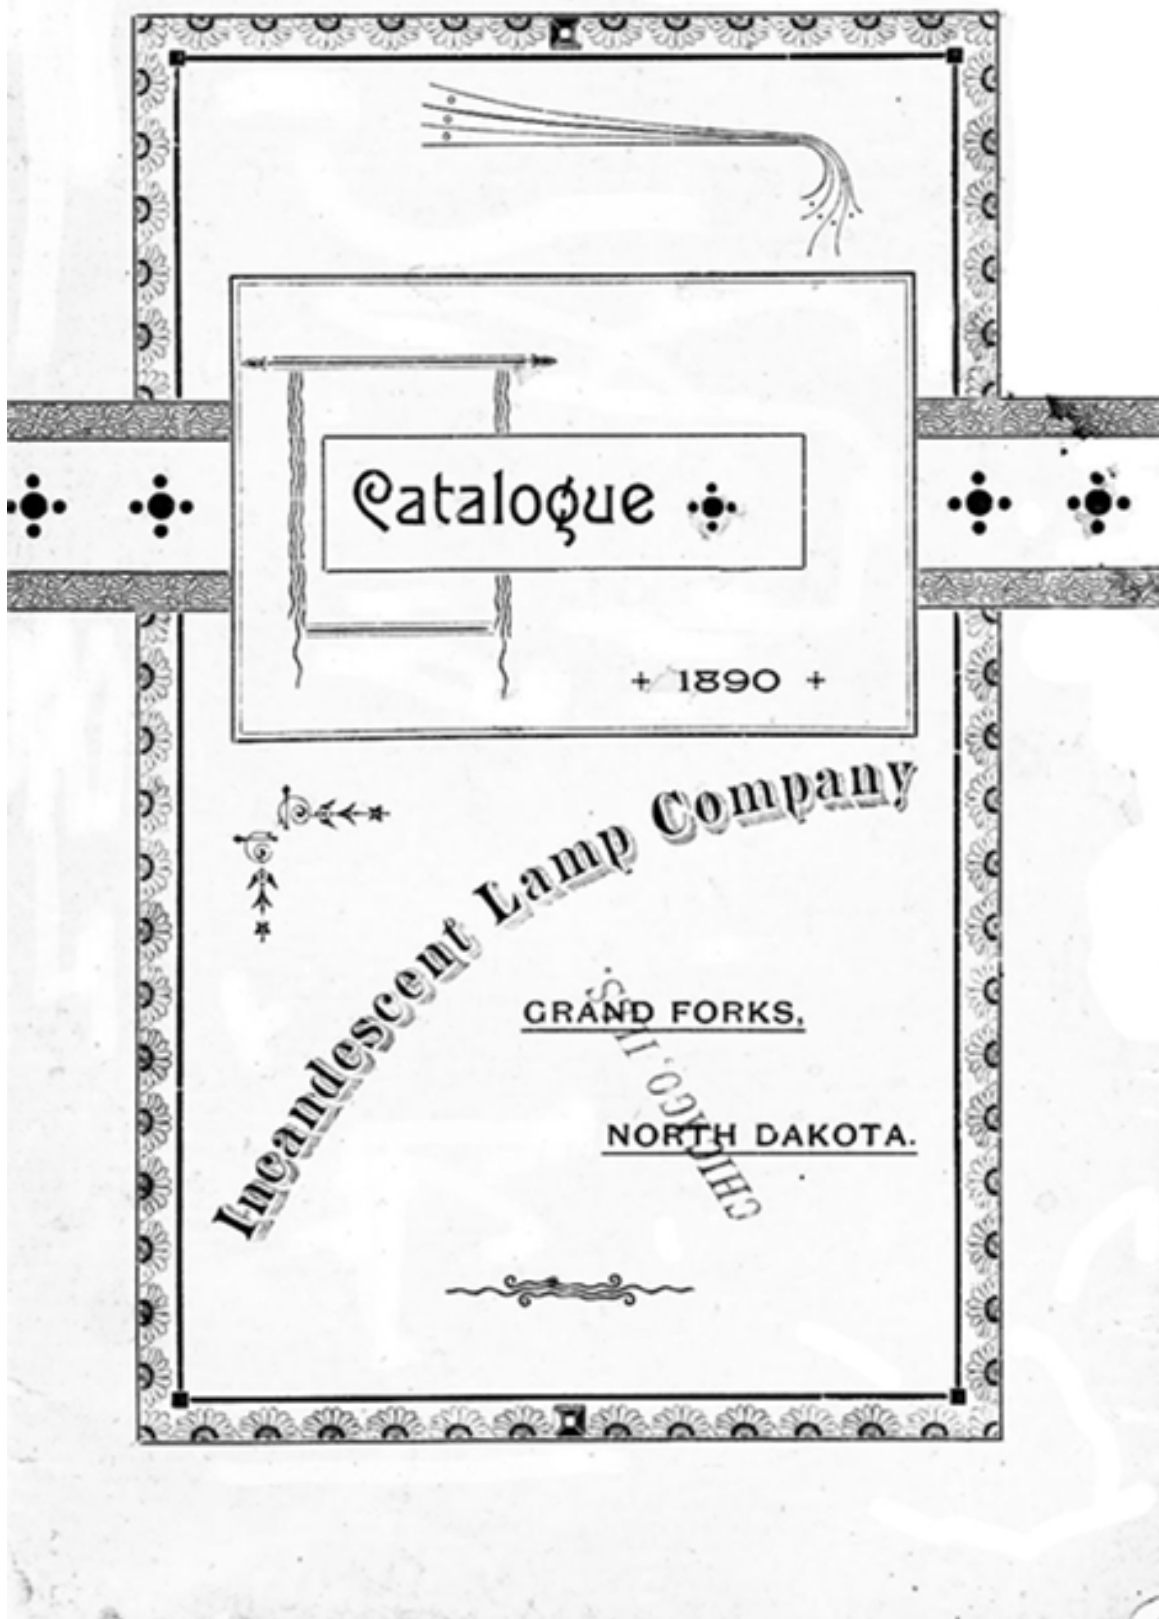 Catalogue
+ 1890 +
Incandescent Lamp Company
GRAND FORKS,
NORTH DAKOTA.
CHICAGO, ILLS.